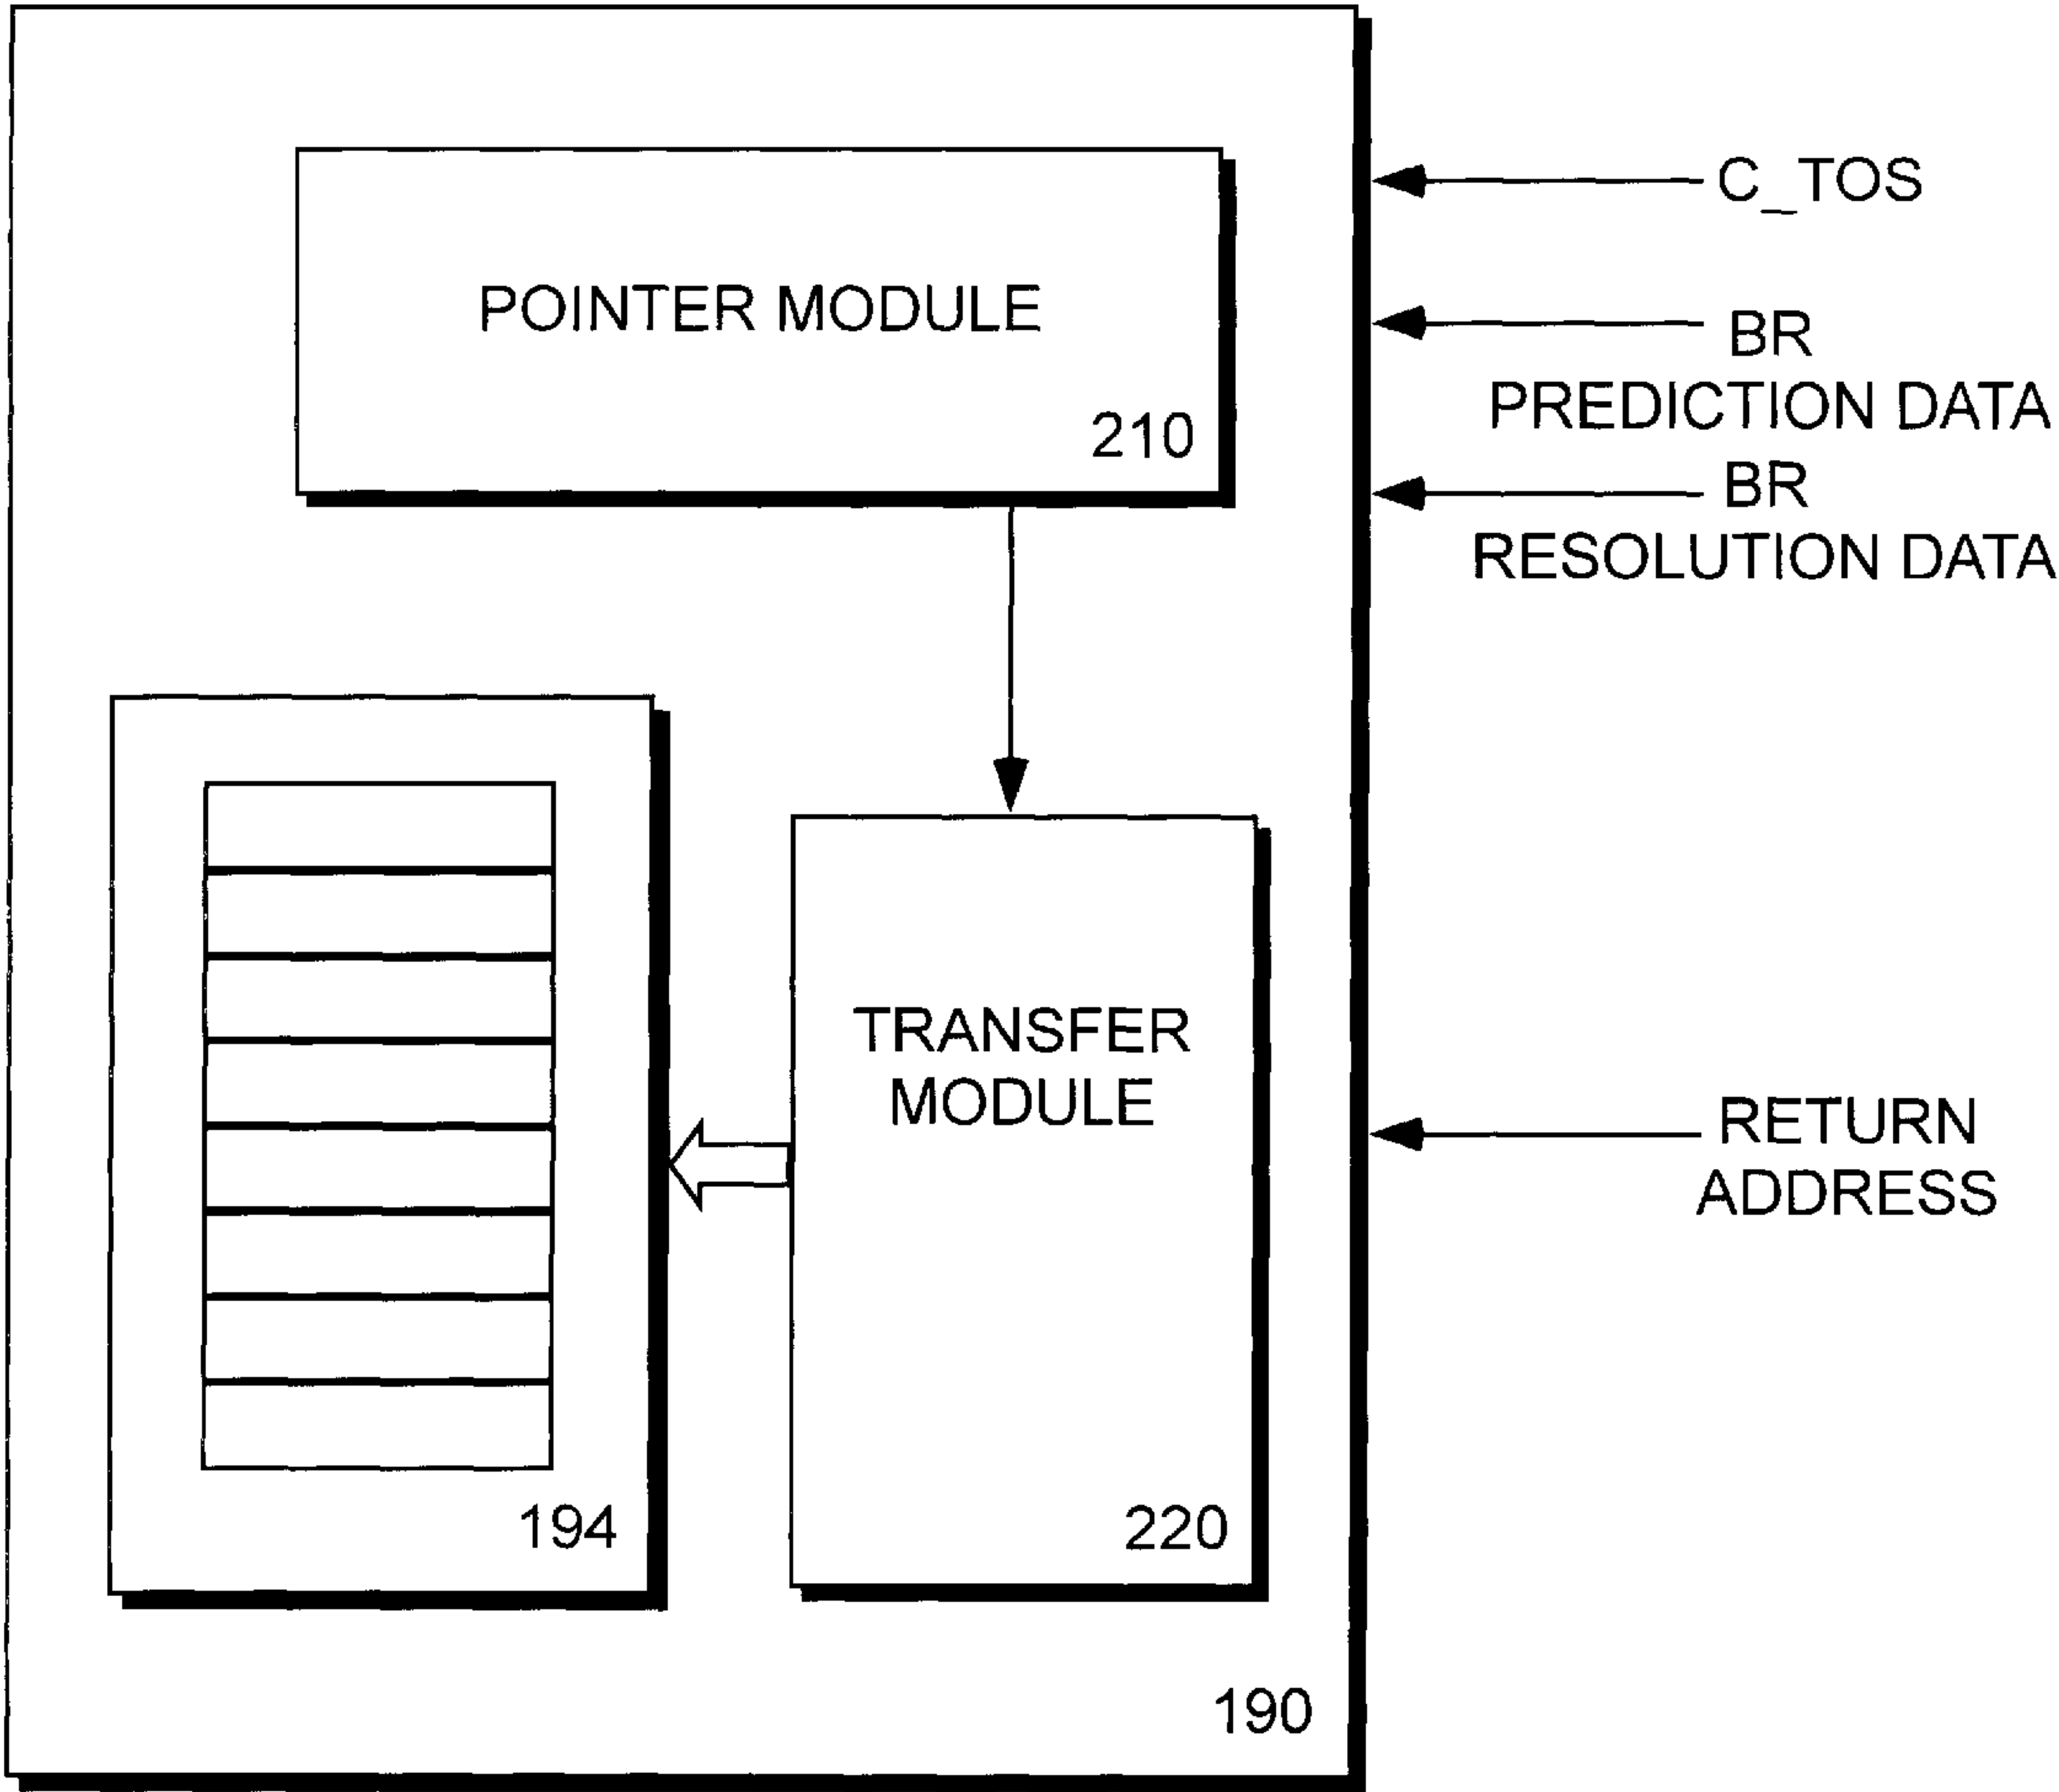 C_TOS
POINTER MODULE
BR
PREDICTION DATA
210
BR
RESOLUTION DATA
TRANSFER
MODULE
RETURN
ADDRESS
194
220
190